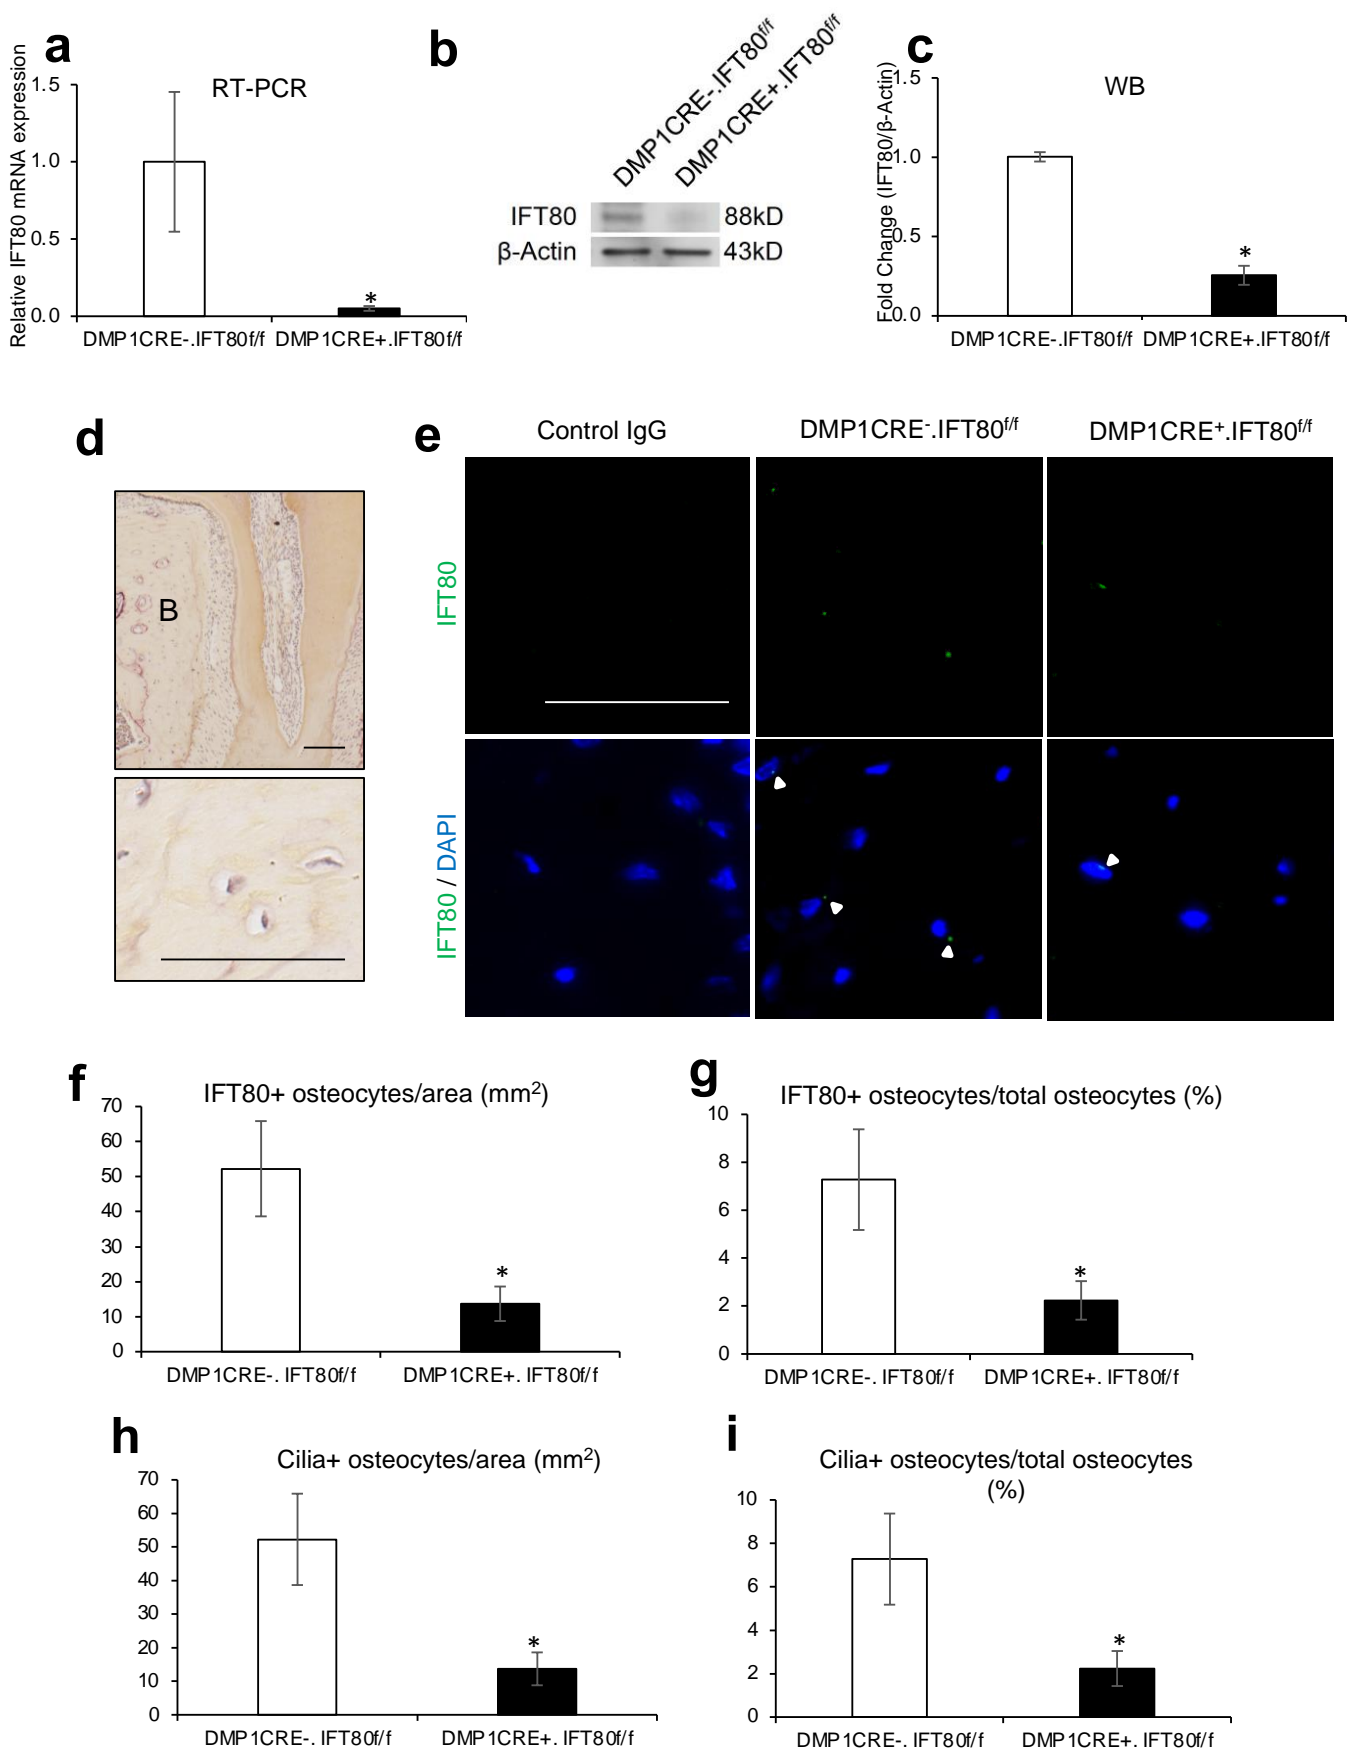 a
RT-PCR
Relative IFT80 mRNA expression
1.5
1.0
0.5
0.0
DMP1CRE-.IFT80f/f DMP1CRE+.IFT80f/f
b
DMP1CRE-.IFT80f/f
DMP1CRE+.IFT80f/f
IFT80
88kD
β-Actin
43kD
c
WB
Fold Change (IFT80/β-Actin)
1.5
1.0
0.5
0.0
DMP1CRE-.IFT80f/f DMP1CRE+.IFT80f/f
d
B
e
Control IgG
DMP1CRE-.IFT80f/f
DMP1CRE+.IFT80f/f
IFT80
IFT80 / DAPI
f
IFT80+ osteocytes/area (mm2)
70
60
50
40
30
20
10
0
*
DMP1CRE-. IFT80f/f
DMP1CRE+. IFT80f/f
g
IFT80+ osteocytes/total osteocytes (%)
10
8
6
4
2
0
*
DMP1CRE-. IFT80f/f
DMP1CRE+. IFT80f/f
h
Cilia+ osteocytes/area (mm2)
70
60
50
40
30
20
10
0
*
DMP1CRE-. IFT80f/f
DMP1CRE+. IFT80f/f
i
Cilia+ osteocytes/total osteocytes
(%)
10
8
6
4
2
0
*
DMP1CRE-. IFT80f/f
DMP1CRE+. IFT80f/f